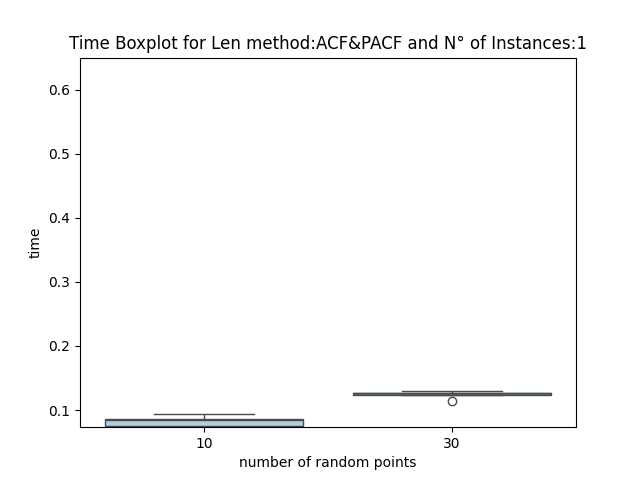 Time Boxplot for Len method:ACF&PACF and N° of Instances:1
0.6
0.5
0.4
0.3
0.2
0.1
time
10
30
number of random points